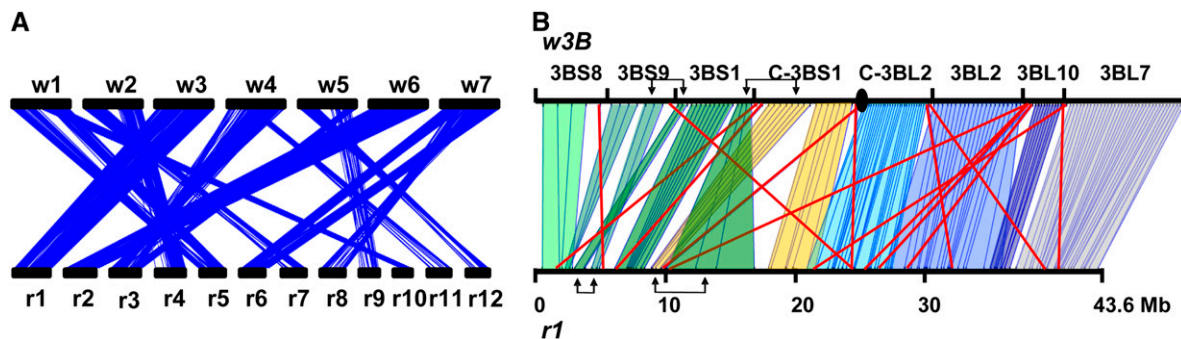 A
w1 w2 w3 w4 w5 w6 w7
r1 r2 r3 r4 r5 r6 r7 r8 r9 r10 r11 r12
B
w3B
3BS8 3BS9 3BS1 C-3BS1 C-3BL2 3BL2 3BL10 3BL7
0 10 20 30 43.6 Mb
r1